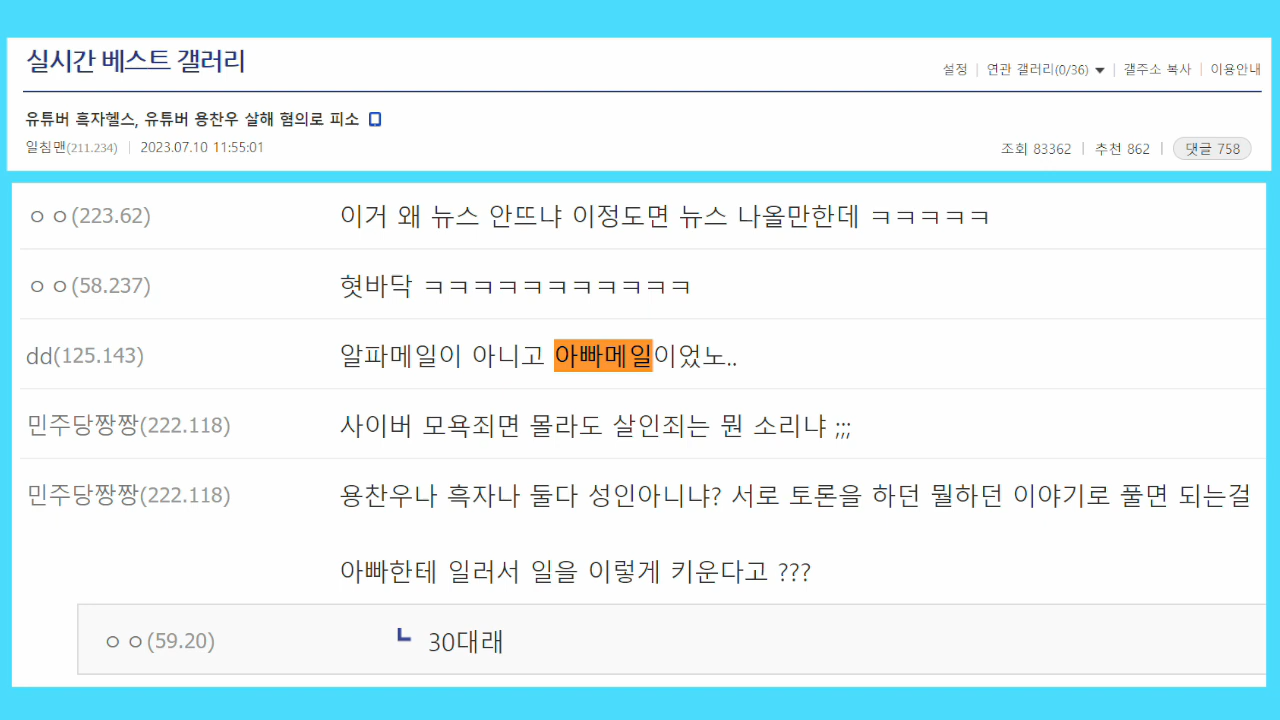 실시간 베스트 갤러리
설정 | 연관 갤러리(0/36) ▼ | 갤주소 복사 | 이용안내
유튜버 흑자헬스, 유튜버 용찬우 살해 혐의로 피소
일침맨(211.234) | 2023.07.10 11:55:01
조회 83362 | 추천 862 | 댓글 758
ㅇㅇ(223.62) 이거 왜 뉴스 안뜨냐 이정도면 뉴스 나올만한데 ㅋㅋㅋㅋㅋ
ㅇㅇ(58.237) 혓바닥 ㅋㅋㅋㅋㅋㅋㅋㅋㅋㅋㅋ
dd(125.143) 알파메일이 아니고 아빠메일이었노..
민주당짱짱(222.118) 사이버 모욕죄면 몰라도 살인죄는 뭔 소리냐 ;;;
민주당짱짱(222.118) 용찬우나 흑자나 둘다 성인아니냐? 서로 토론을 하던 뭘하던 이야기로 풀면 되는걸
아빠한테 일러서 일을 이렇게 키운다고 ???
ㅇㅇ(59.20) ┗ 30대래